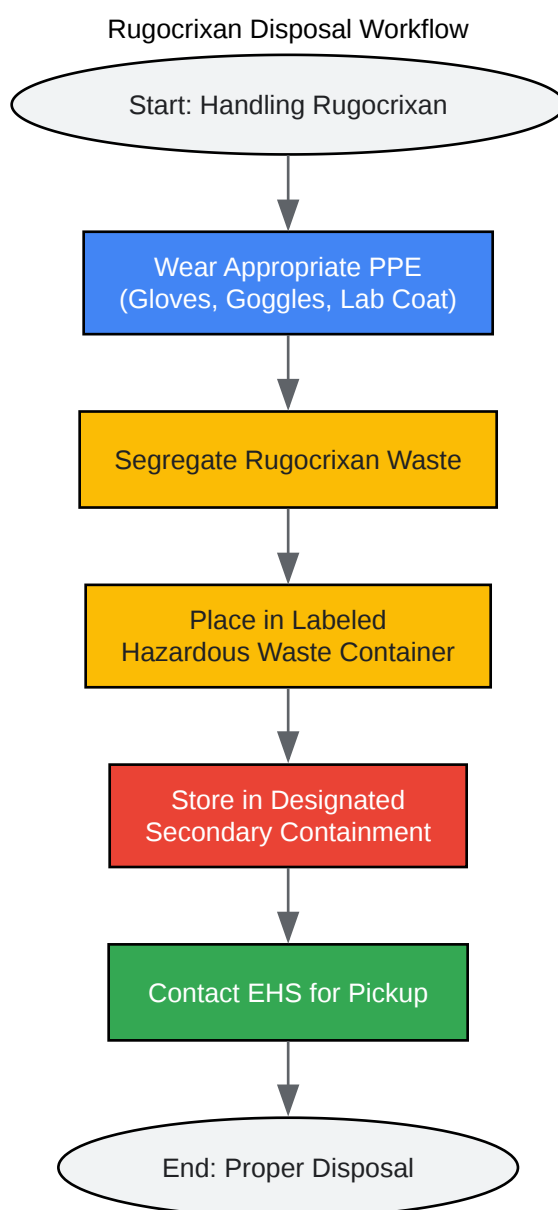 Rugocrixan Disposal Workflow
Start: Handling Rugocrixan
Wear Appropriate PPE
(Gloves, Goggles, Lab Coat)
Segregate Rugocrixan Waste
Place in Labeled
Hazardous Waste Container
Store in Designated
Secondary Containment
Contact EHS for Pickup
End: Proper Disposal